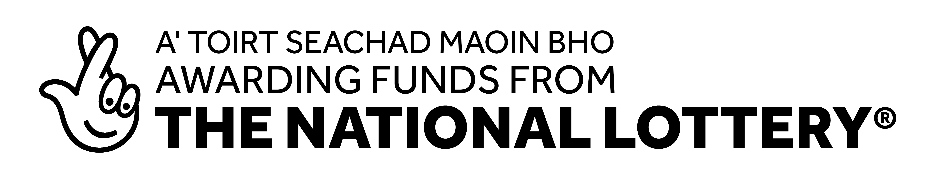 A' TOIRT SEACHAD MAOIN BHO
AWARDING FUNDS FROM
THE NATIONAL LOTTERY®